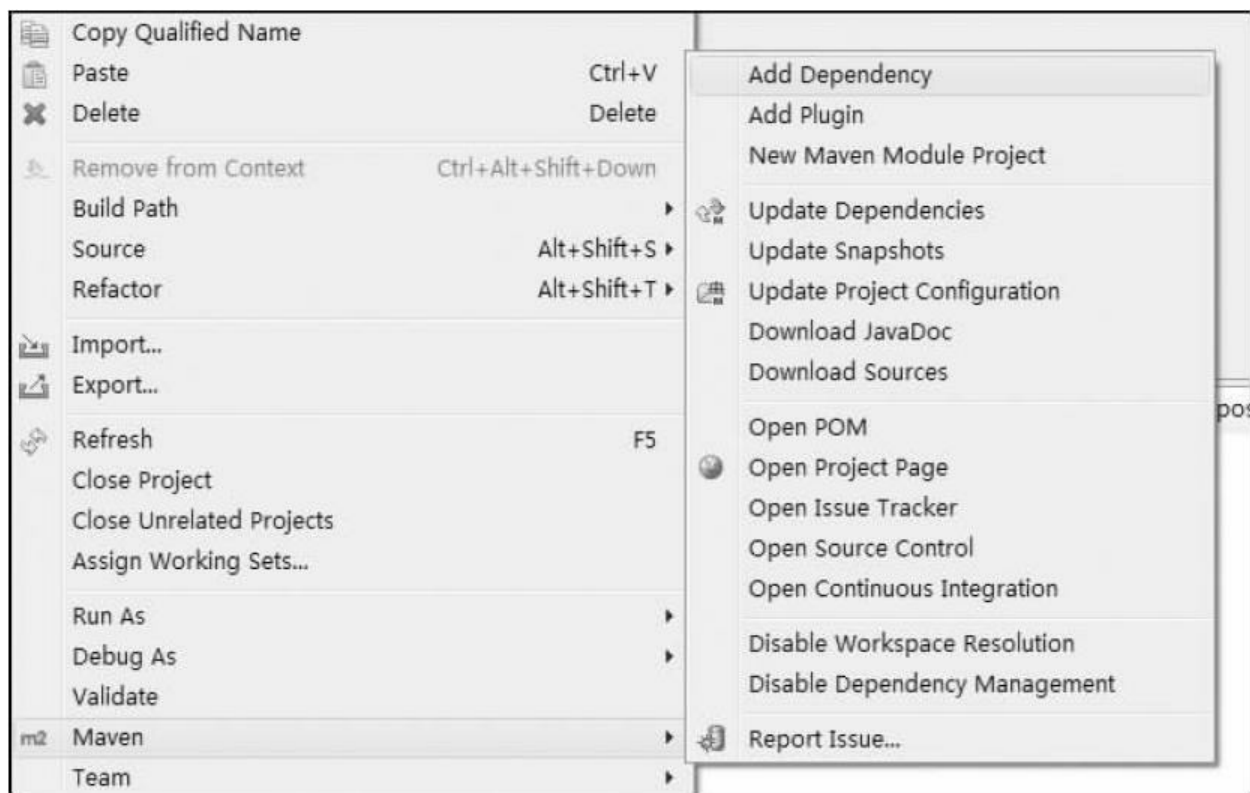 Copy Qualified Name
Paste Ctrl+V
Delete Delete
Remove from Context Ctrl+Alt+Shift+Down
Build Path
Source Alt+Shift+S
Refactor Alt+Shift+T
Import...
Export...
Refresh F5
Close Project
Close Unrelated Projects
Assign Working Sets...
Run As
Debug As
Validate
m2 Maven
Team
Add Dependency
Add Plugin
New Maven Module Project
Update Dependencies
Update Snapshots
Update Project Configuration
Download JavaDoc
Download Sources
Open POM
Open Project Page
Open Issue Tracker
Open Source Control
Open Continuous Integration
Disable Workspace Resolution
Disable Dependency Management
Report Issue...
pos